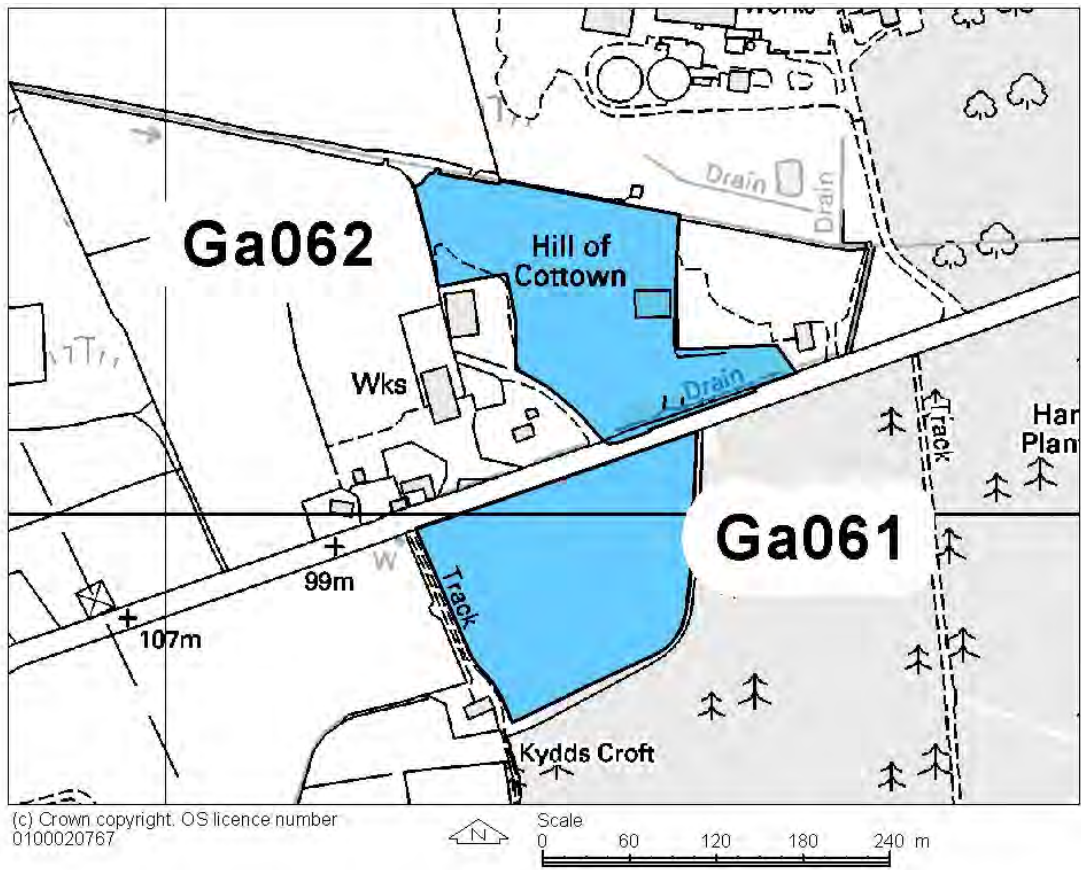 Works
Drain
Drain
Ga062
Hill of
Cottown
Wks
Drain
Track
Har
Plan
Ga061
W
99m
Track
107m
Kydds Croft
(c) Crown copyright. OS licence number
0100020767
N
Scale
0 60 120 180 240 m